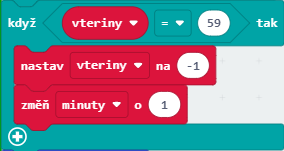 když vteriny = 59 tak
nastav vteriny na -1
změň minuty o 1